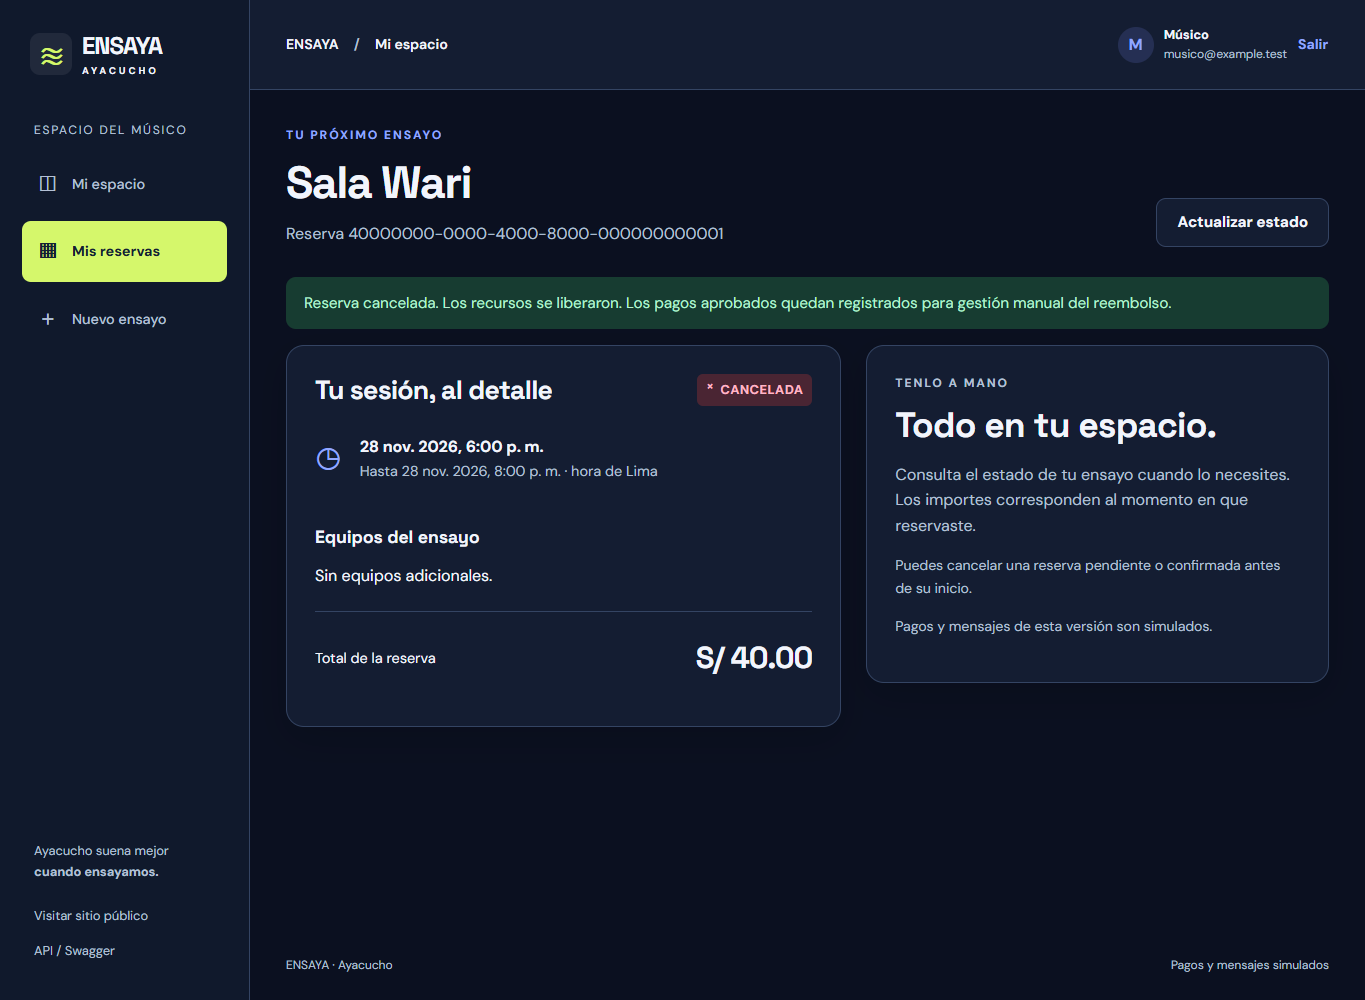 ENSAYA
AYACUCHO
ESPACIO DEL MÚSICO
Mi espacio
Mis reservas
Nuevo ensayo
Ayacucho suena mejor
cuando ensayamos.
Visitar sitio público
API / Swagger
ENSAYA / Mi espacio
M
Músico
musico@example.test
Salir
TU PRÓXIMO ENSAYO
Sala Wari
Reserva 40000000-0000-4000-8000-000000000001
Actualizar estado
Reserva cancelada. Los recursos se liberaron. Los pagos aprobados quedan registrados para gestión manual del reembolso.
Tu sesión, al detalle
× CANCELADA
28 nov. 2026, 6:00 p. m.
Hasta 28 nov. 2026, 8:00 p. m. · hora de Lima
Equipos del ensayo
Sin equipos adicionales.
Total de la reserva
S/ 40.00
TENLO A MANO
Todo en tu espacio.
Consulta el estado de tu ensayo cuando lo necesites.
Los importes corresponden al momento en que
reservaste.
Puedes cancelar una reserva pendiente o confirmada antes
de su inicio.
Pagos y mensajes de esta versión son simulados.
ENSAYA · Ayacucho
Pagos y mensajes simulados